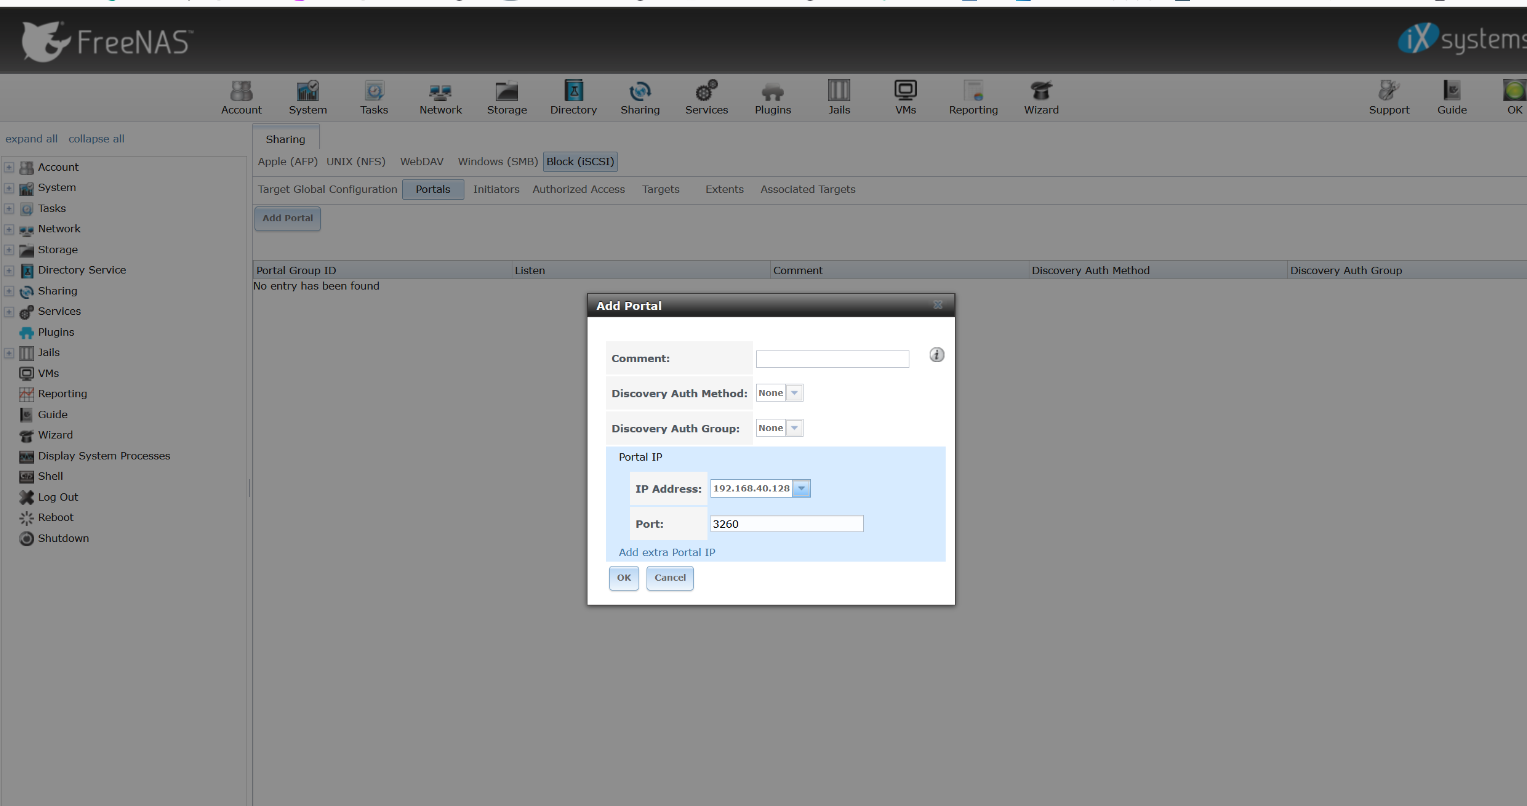 FreeNAS™
iXsystems
Account System Tasks Network Storage Directory Sharing Services Plugins Jails VMs Reporting Wizard Support Guide OK
expand all collapse all
Sharing
Apple (AFP) UNIX (NFS) WebDAV Windows (SMB) Block (iSCSI)
Target Global Configuration Portals Initiators Authorized Access Targets Extents Associated Targets
Add Portal
Portal Group ID Listen Comment Discovery Auth Method Discovery Auth Group
No entry has been found
Account
System
Tasks
Network
Storage
Directory Service
Sharing
Services
Plugins
Jails
VMs
Reporting
Guide
Wizard
Display System Processes
Shell
Log Out
Reboot
Shutdown
Add Portal
Comment:
Discovery Auth Method: None
Discovery Auth Group: None
Portal IP
IP Address: 192.168.40.128
Port: 3260
Add extra Portal IP
OK Cancel